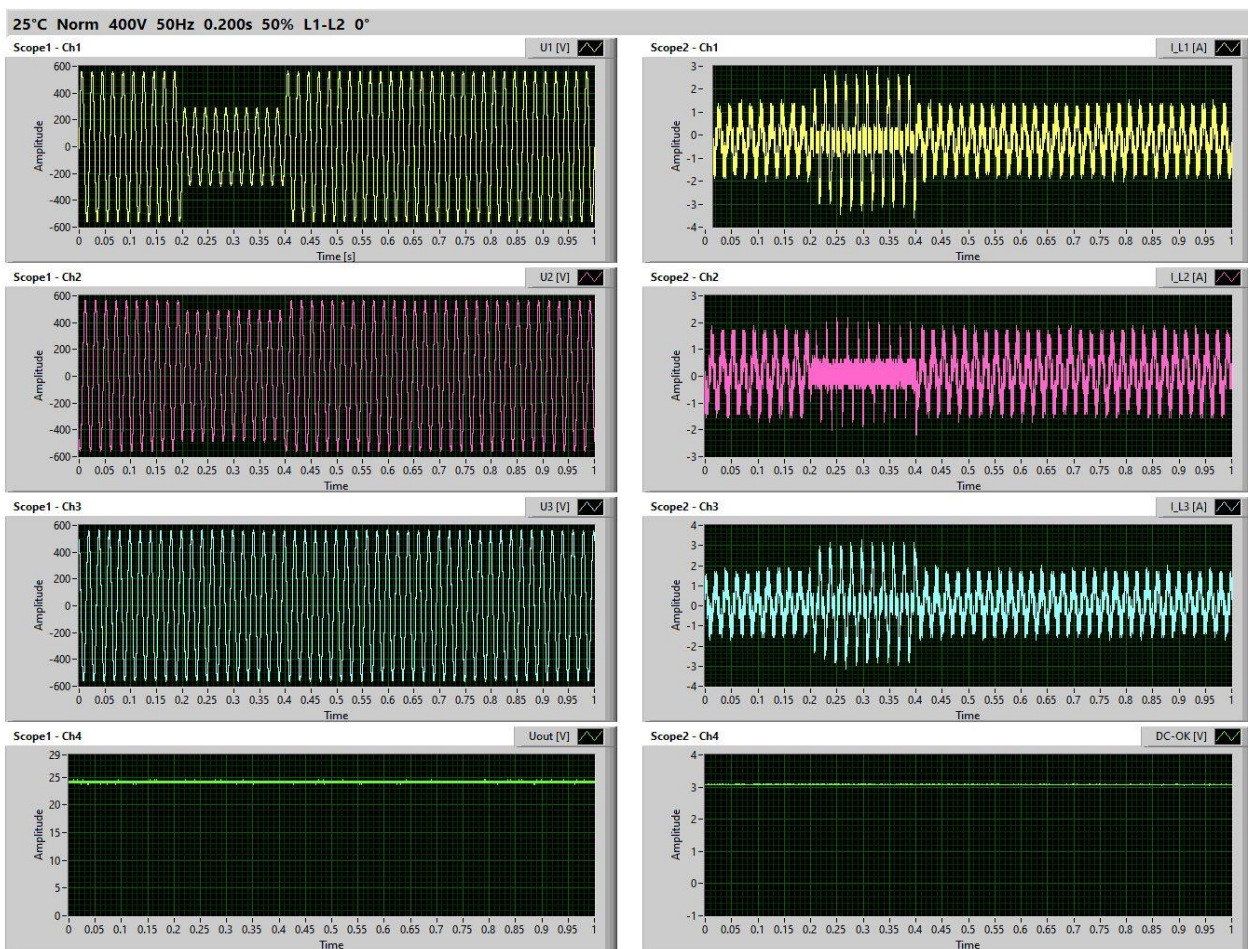 25°C Norm 400V 50Hz 0.200s 50% L1-L2 0°
Scope1 - Ch1 U1 [V]
Amplitude
600
400
200
0
-200
-400
-600
0 0.05 0.1 0.15 0.2 0.25 0.3 0.35 0.4 0.45 0.5 0.55 0.6 0.65 0.7 0.75 0.8 0.85 0.9 0.95 1
Time [s]
Scope2 - Ch1 I_L1 [A]
Amplitude
3
2
1
0
-1
-2
-3
-4
0 0.05 0.1 0.15 0.2 0.25 0.3 0.35 0.4 0.45 0.5 0.55 0.6 0.65 0.7 0.75 0.8 0.85 0.9 0.95 1
Time
Scope1 - Ch2 U2 [V]
Amplitude
600
400
200
0
-200
-400
-600
0 0.05 0.1 0.15 0.2 0.25 0.3 0.35 0.4 0.45 0.5 0.55 0.6 0.65 0.7 0.75 0.8 0.85 0.9 0.95 1
Time
Scope2 - Ch2 I_L2 [A]
Amplitude
3
2
1
0
-1
-2
-3
0 0.05 0.1 0.15 0.2 0.25 0.3 0.35 0.4 0.45 0.5 0.55 0.6 0.65 0.7 0.75 0.8 0.85 0.9 0.95 1
Time
Scope1 - Ch3 U3 [V]
Amplitude
600
400
200
0
-200
-400
-600
0 0.05 0.1 0.15 0.2 0.25 0.3 0.35 0.4 0.45 0.5 0.55 0.6 0.65 0.7 0.75 0.8 0.85 0.9 0.95 1
Time
Scope2 - Ch3 I_L3 [A]
Amplitude
4
3
2
1
0
-1
-2
-3
-4
0 0.05 0.1 0.15 0.2 0.25 0.3 0.35 0.4 0.45 0.5 0.55 0.6 0.65 0.7 0.75 0.8 0.85 0.9 0.95 1
Time
Scope1 - Ch4 Uout [V]
Amplitude
29
25
20
15
10
5
0
0 0.05 0.1 0.15 0.2 0.25 0.3 0.35 0.4 0.45 0.5 0.55 0.6 0.65 0.7 0.75 0.8 0.85 0.9 0.95 1
Time
Scope2 - Ch4 DC-OK [V]
Amplitude
4
3
2
1
0
-1
0 0.05 0.1 0.15 0.2 0.25 0.3 0.35 0.4 0.45 0.5 0.55 0.6 0.65 0.7 0.75 0.8 0.85 0.9 0.95 1
Time